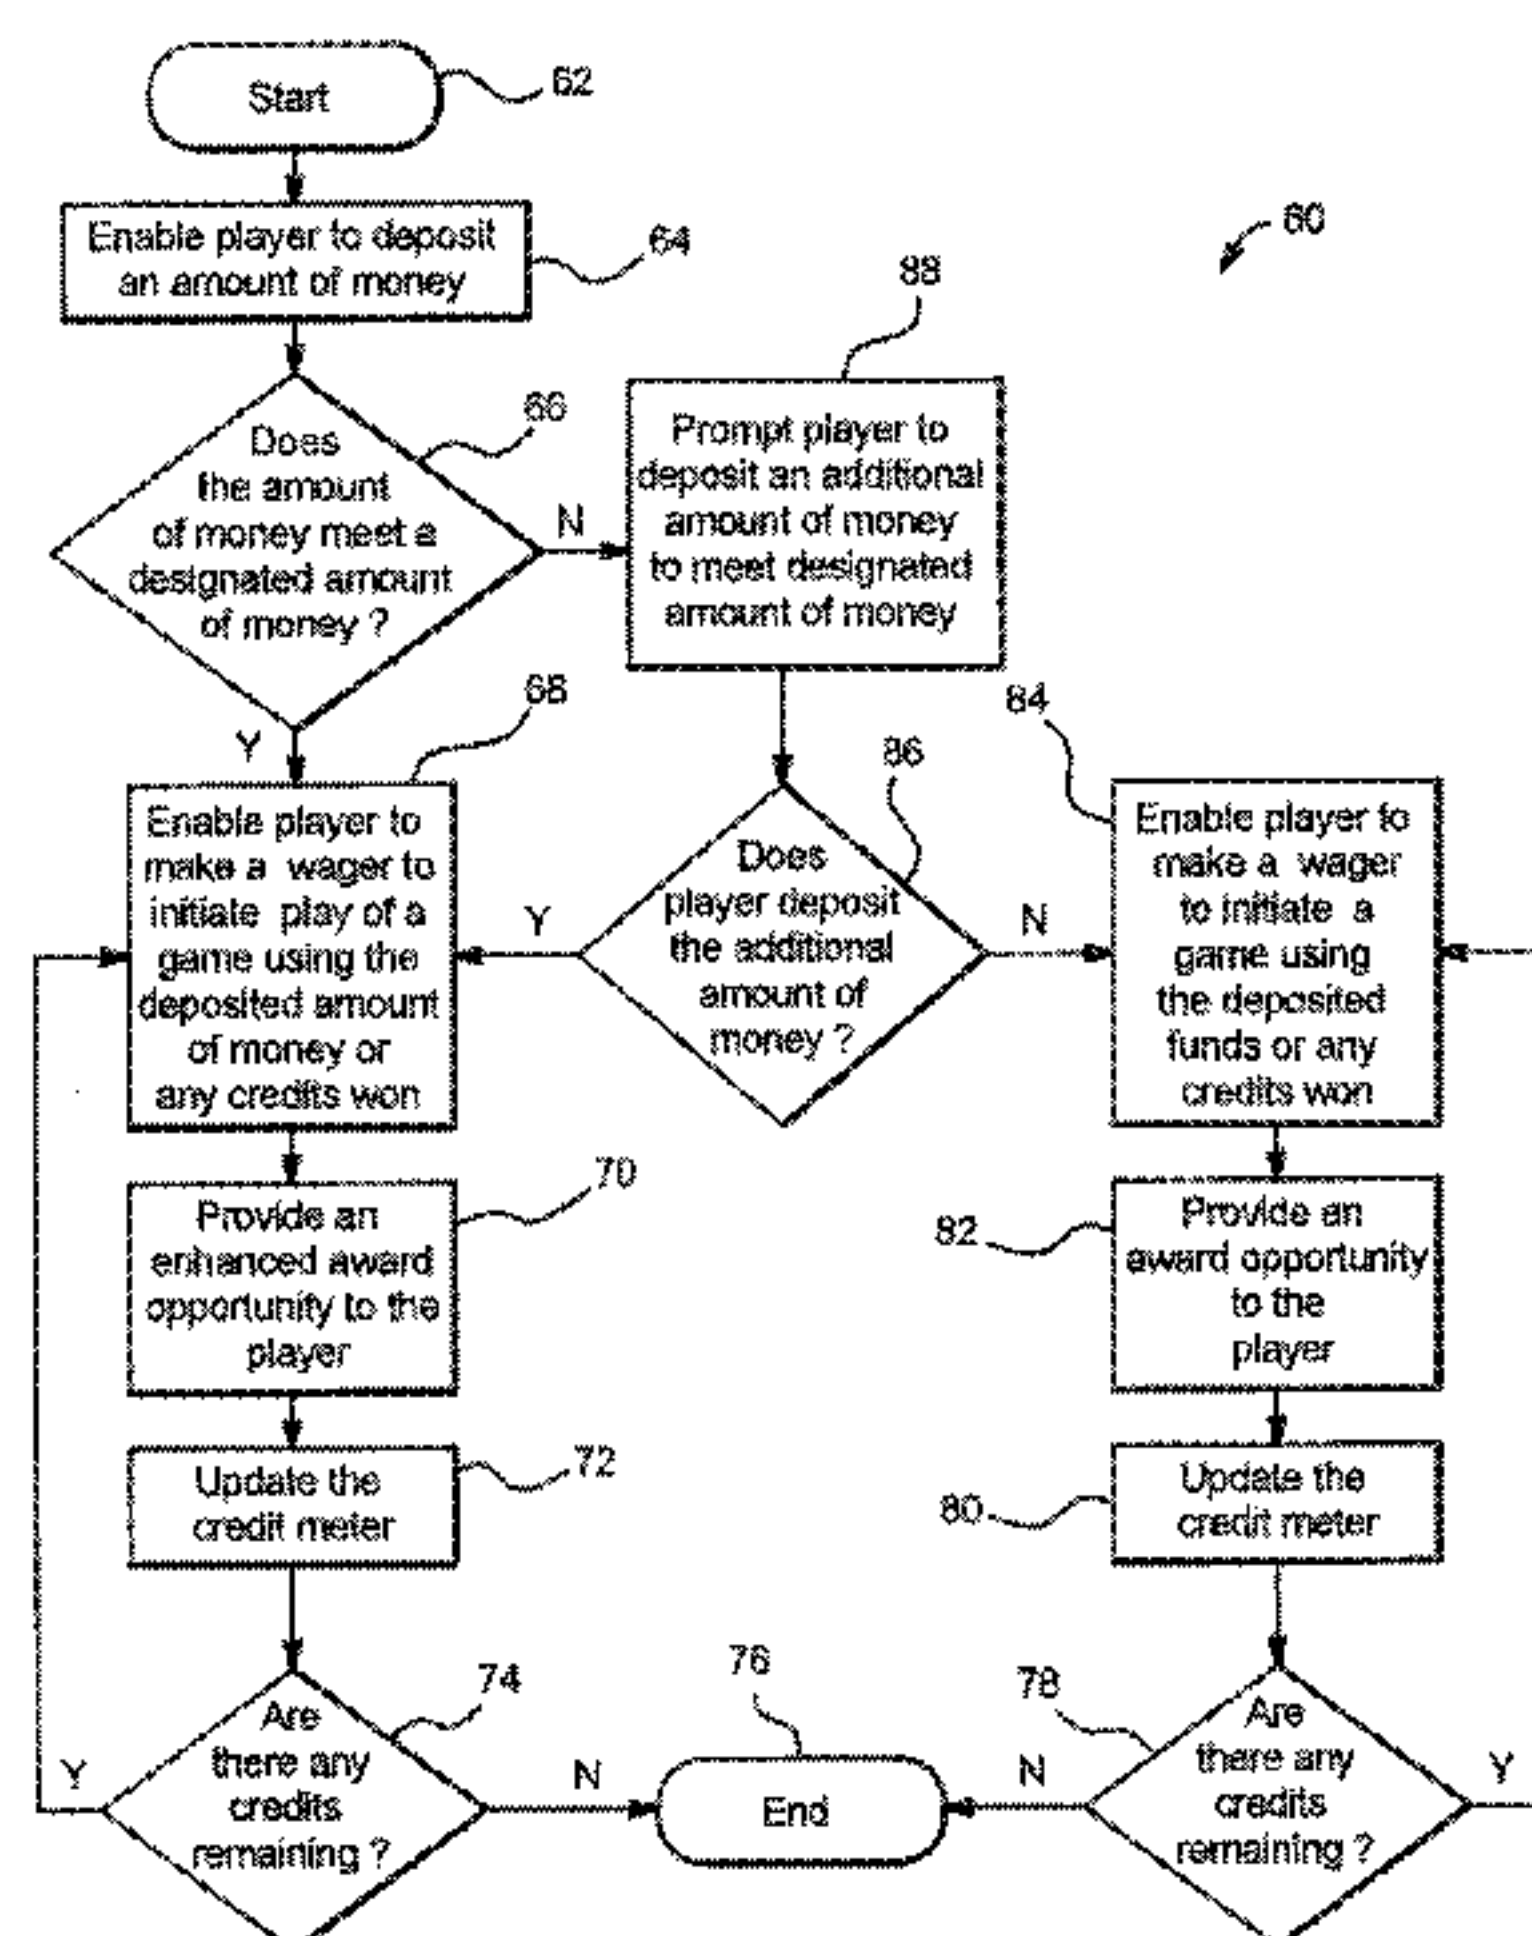 Start
62
Enable player to deposit
an amount of money
64
60
88
66
Does
the amount
of money meet a
designated amount
of money ?
N
Prompt player to
deposit an additional
amount of money
to meet designated
amount of money
Y
68
86
84
Enable player to
make a wager to
initiate play of a
game using the
deposited amount
of money or
any credits won
Y
Does
player deposit
the additional
amount of
money ?
N
Enable player to
make a wager
to initiate a
game using
the deposited
funds or any
credits won
Provide an
enhanced award
opportunity to the
player
70
82
Provide an
award opportunity
to the
player
Update the
credit meter
72
80
Update the
credit meter
74
76
78
Y
Are
there any
credits
remaining ?
N
End
N
Are
there any
credits
remaining ?
Y